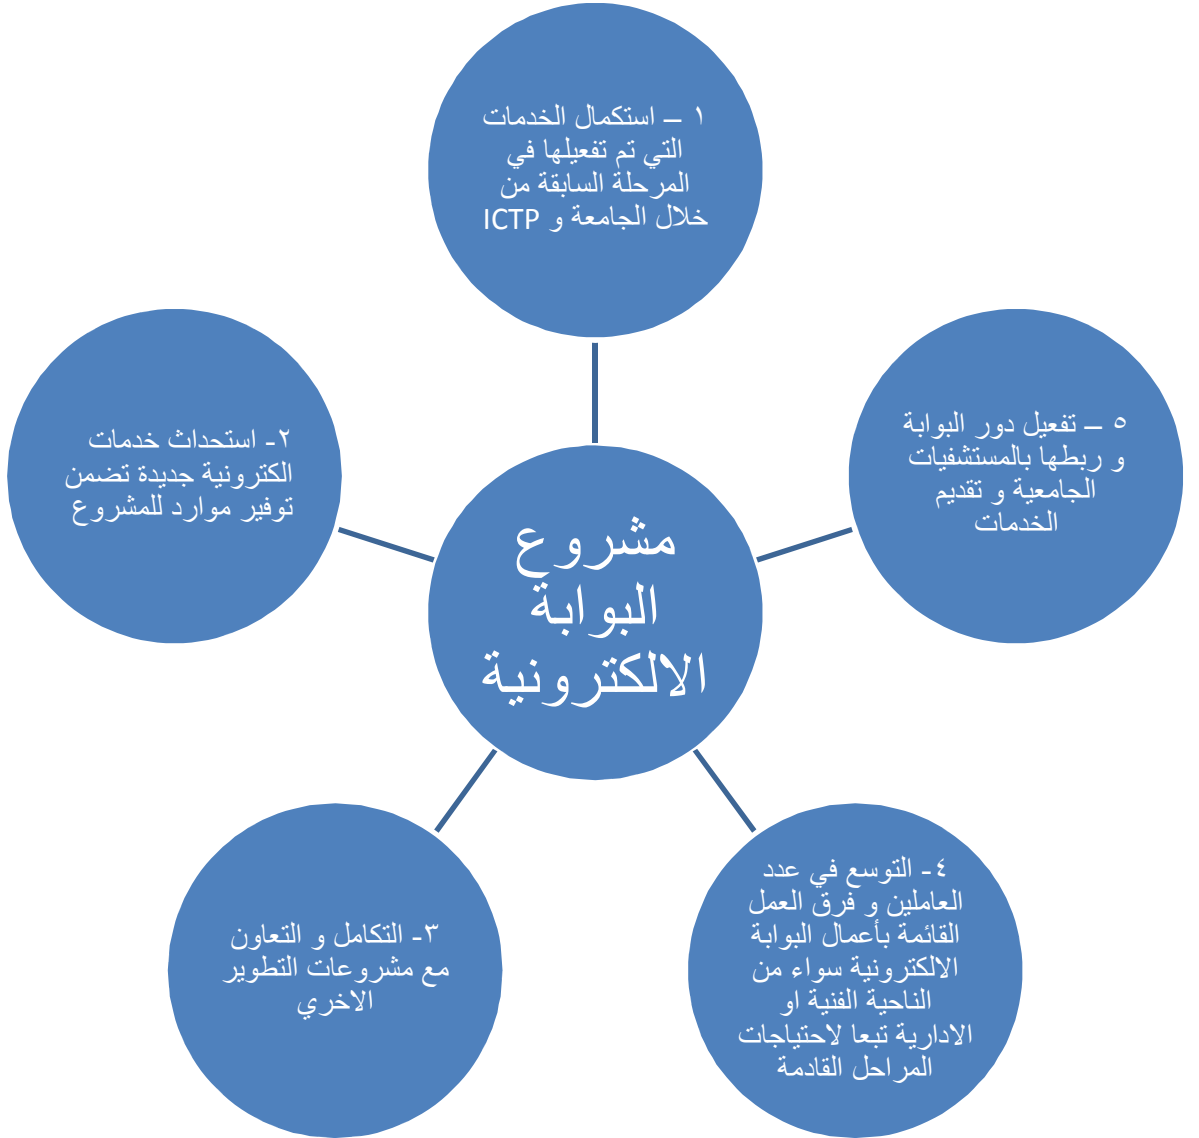 ١ – استكمال الخدمات
التي تم تفعيلها في
المرحلة السابقة من
خلال الجامعة و ICTP
٢- استحداث خدمات
الكترونية جديدة تضمن
توفير موارد للمشروع
٣- التكامل و التعاون
مع مشروعات التطوير
الاخري
٤- التوسع في عدد
العاملين و فرق العمل
القائمة بأعمال البوابة
الالكترونية سواء من
الناحية الفنية او
الادارية تبعا لاحتياجات
المراحل القادمة
٥ – تفعيل دور البوابة
و ربطها بالمستشفيات
الجامعية و تقديم
الخدمات
مشروع
البوابة
الالكترونية